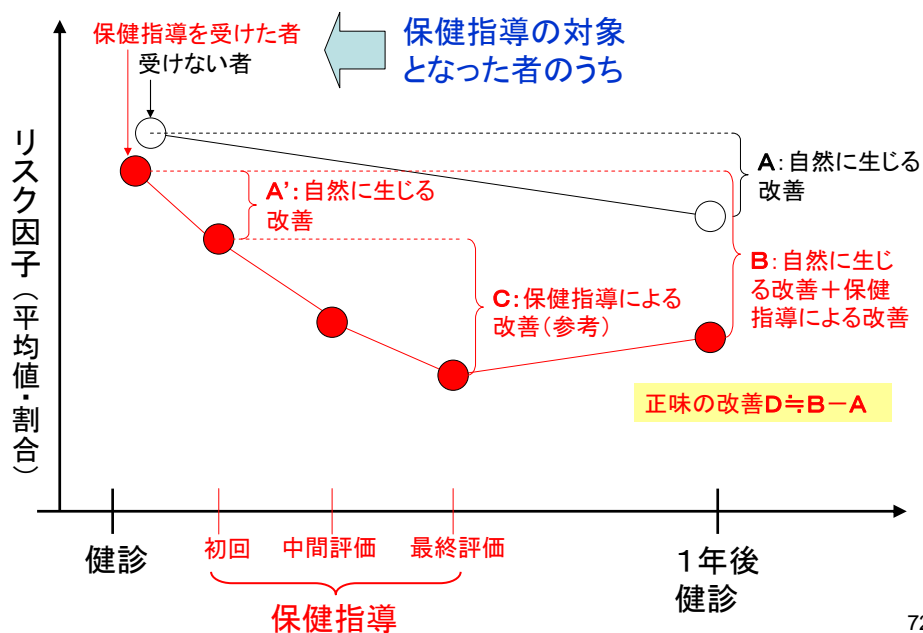 保健指導を受けた者
受けない者
保健指導の対象
となった者のうち
リスク因子（平均値・割合）
A：自然に生じる
改善
A’：自然に生じる
改善
B：自然に生じ
る改善＋保健
指導による改善
C：保健指導による
改善（参考）
正味の改善D≒B－A
健診
初回
中間評価
最終評価
１年後
健診
保健指導
72